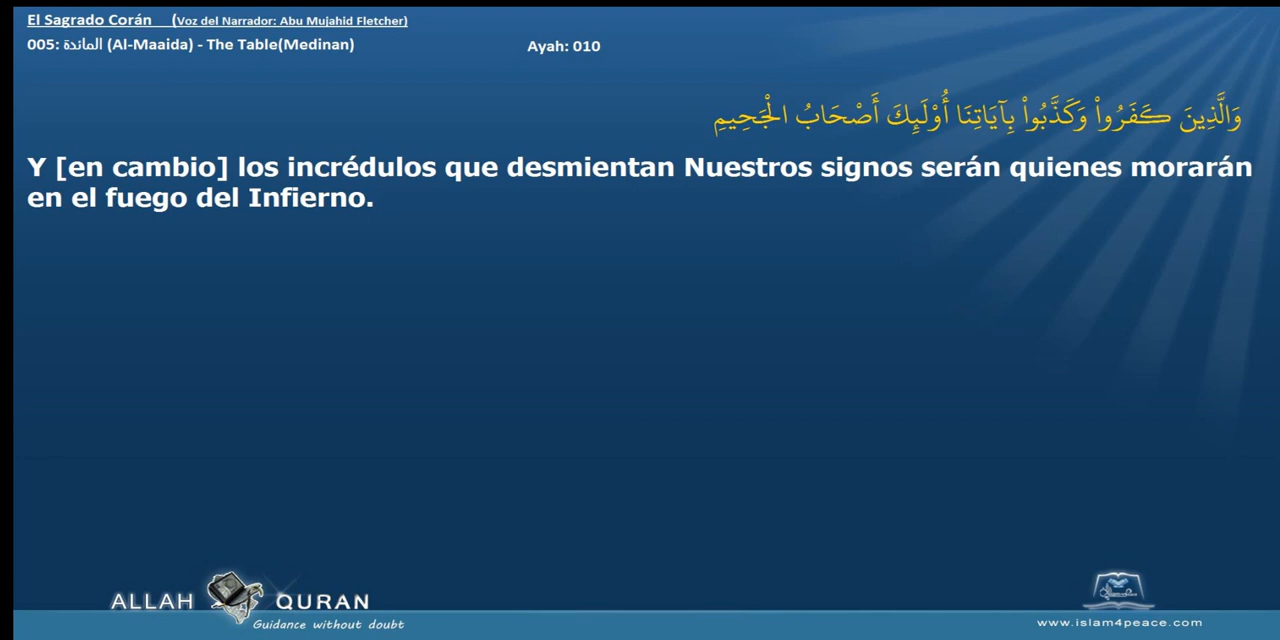 El Sagrado Corán (Voz del Narrador: Abu Mujahid Fletcher)
005: المائدة (Al-Maaida) - The Table(Medinan) Ayah: 010
وَالَّذِينَ كَفَرُواْ وَكَذَّبُواْ بِآيَاتِنَا أُوْلَـئِكَ أَصْحَابُ الْجَحِيمِ
Y [en cambio] los incrédulos que desmientan Nuestros signos serán quienes morarán
en el fuego del Infierno.
ALLAH QURAN
Guidance without doubt
www.islam4peace.com